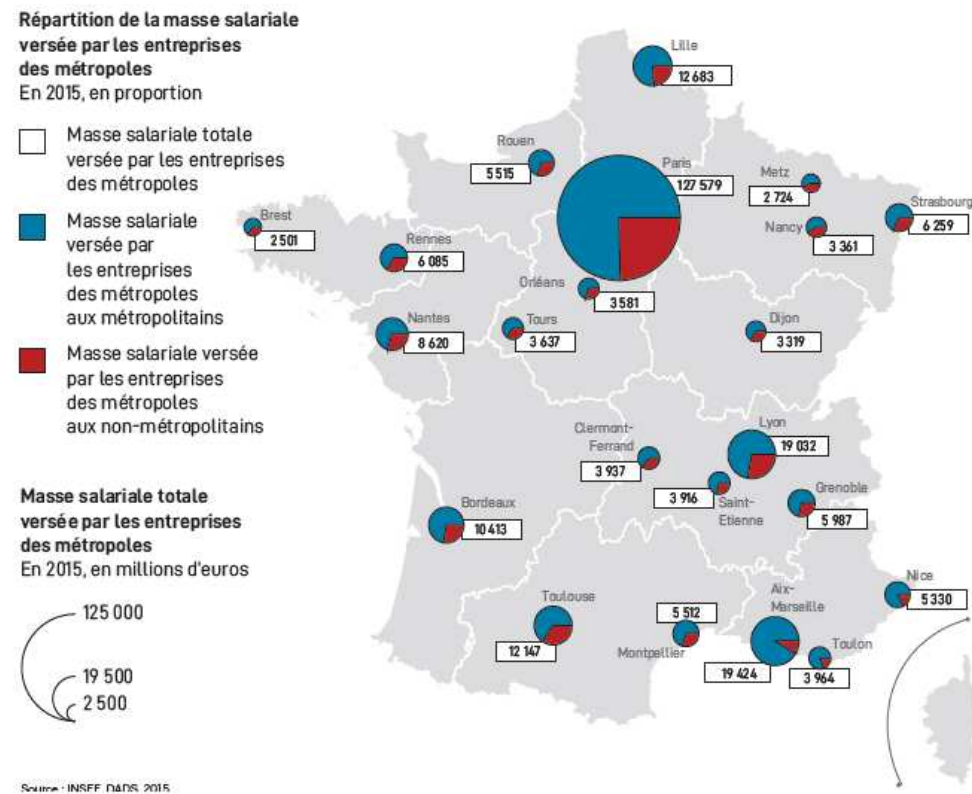 Répartition de la masse salariale
versée par les entreprises
des métropoles
En 2015, en proportion
Masse salariale totale
versée par les entreprises
des métropoles
Masse salariale
versée par
les entreprises
des métropoles
aux métropolitains
Masse salariale versée
par les entreprises
des métropoles
aux non-métropolitains
Masse salariale totale
versée par les entreprises
des métropoles
En 2015, en millions d'euros
125 000
19 500
2 500
Source : INSEE, DADS, 2015
Lille
12 683
Rouen
5 515
Paris
127 579
Metz
2 724
Strasbourg
6 259
Nancy
3 361
Brest
2 501
Rennes
6 085
Orléans
3 581
Nantes
8 620
Tours
3 637
Dijon
3 319
Clermont-
Ferrand
3 937
Lyon
19 032
3 916
Saint-
Etienne
Grenoble
5 987
Bordeaux
10 413
Toulouse
12 147
5 512
Montpellier
Aix-
Marseille
19 424
Toulon
3 964
Nice
5 330